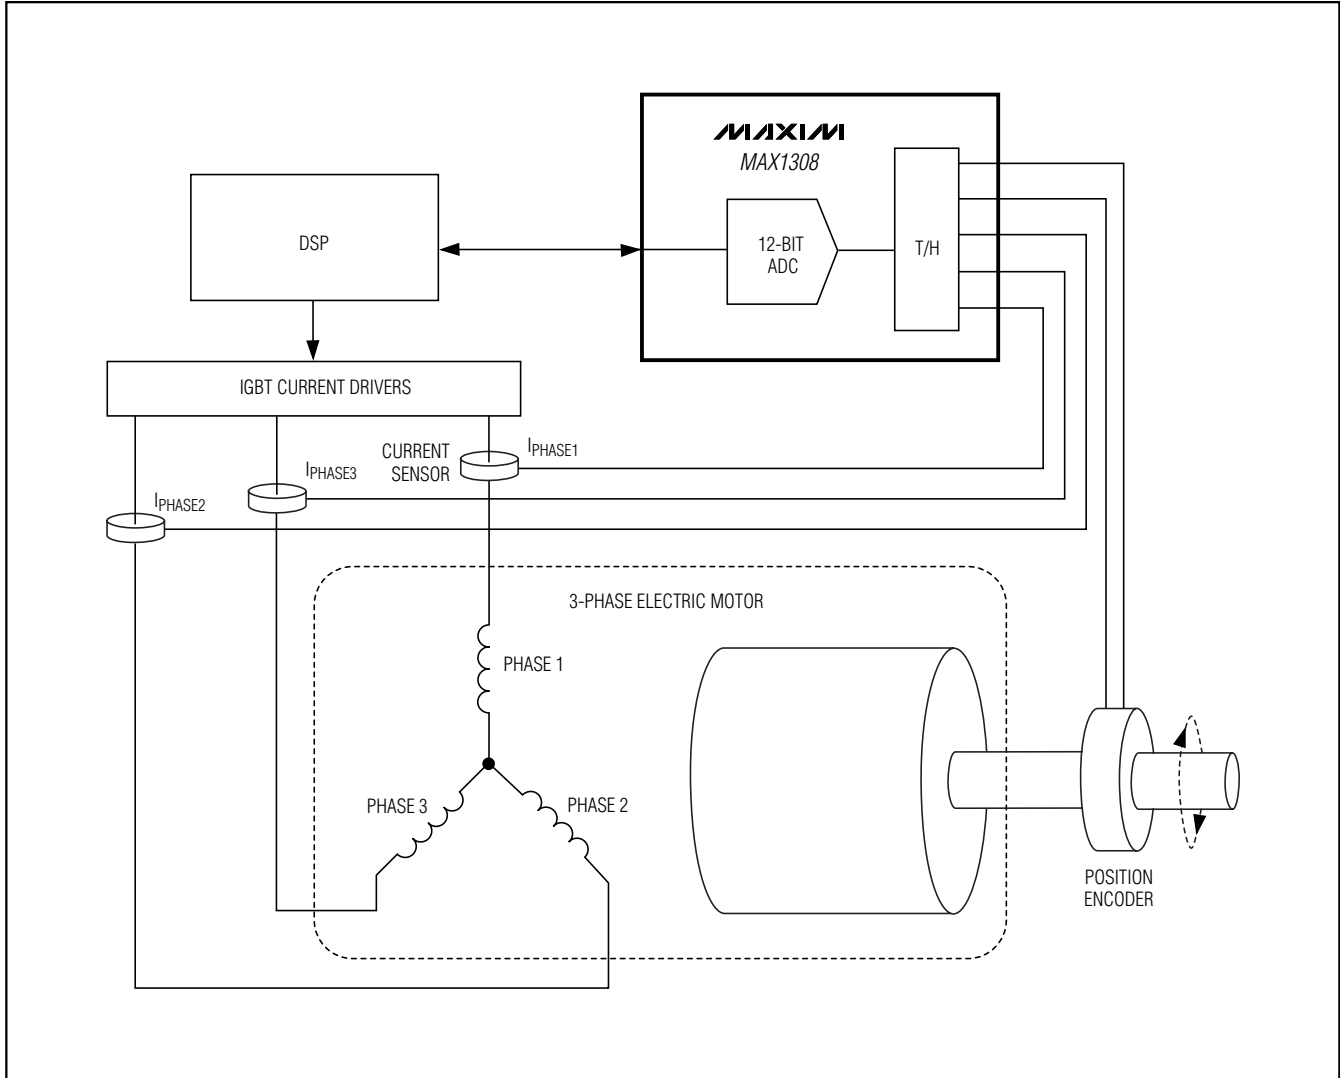 MAXIM
MAX1308
DSP
12-BIT
ADC
T/H
IGBT CURRENT DRIVERS
CURRENT
SENSOR
IPHASE1
IPHASE3
IPHASE2
3-PHASE ELECTRIC MOTOR
PHASE 1
PHASE 3
PHASE 2
POSITION
ENCODER